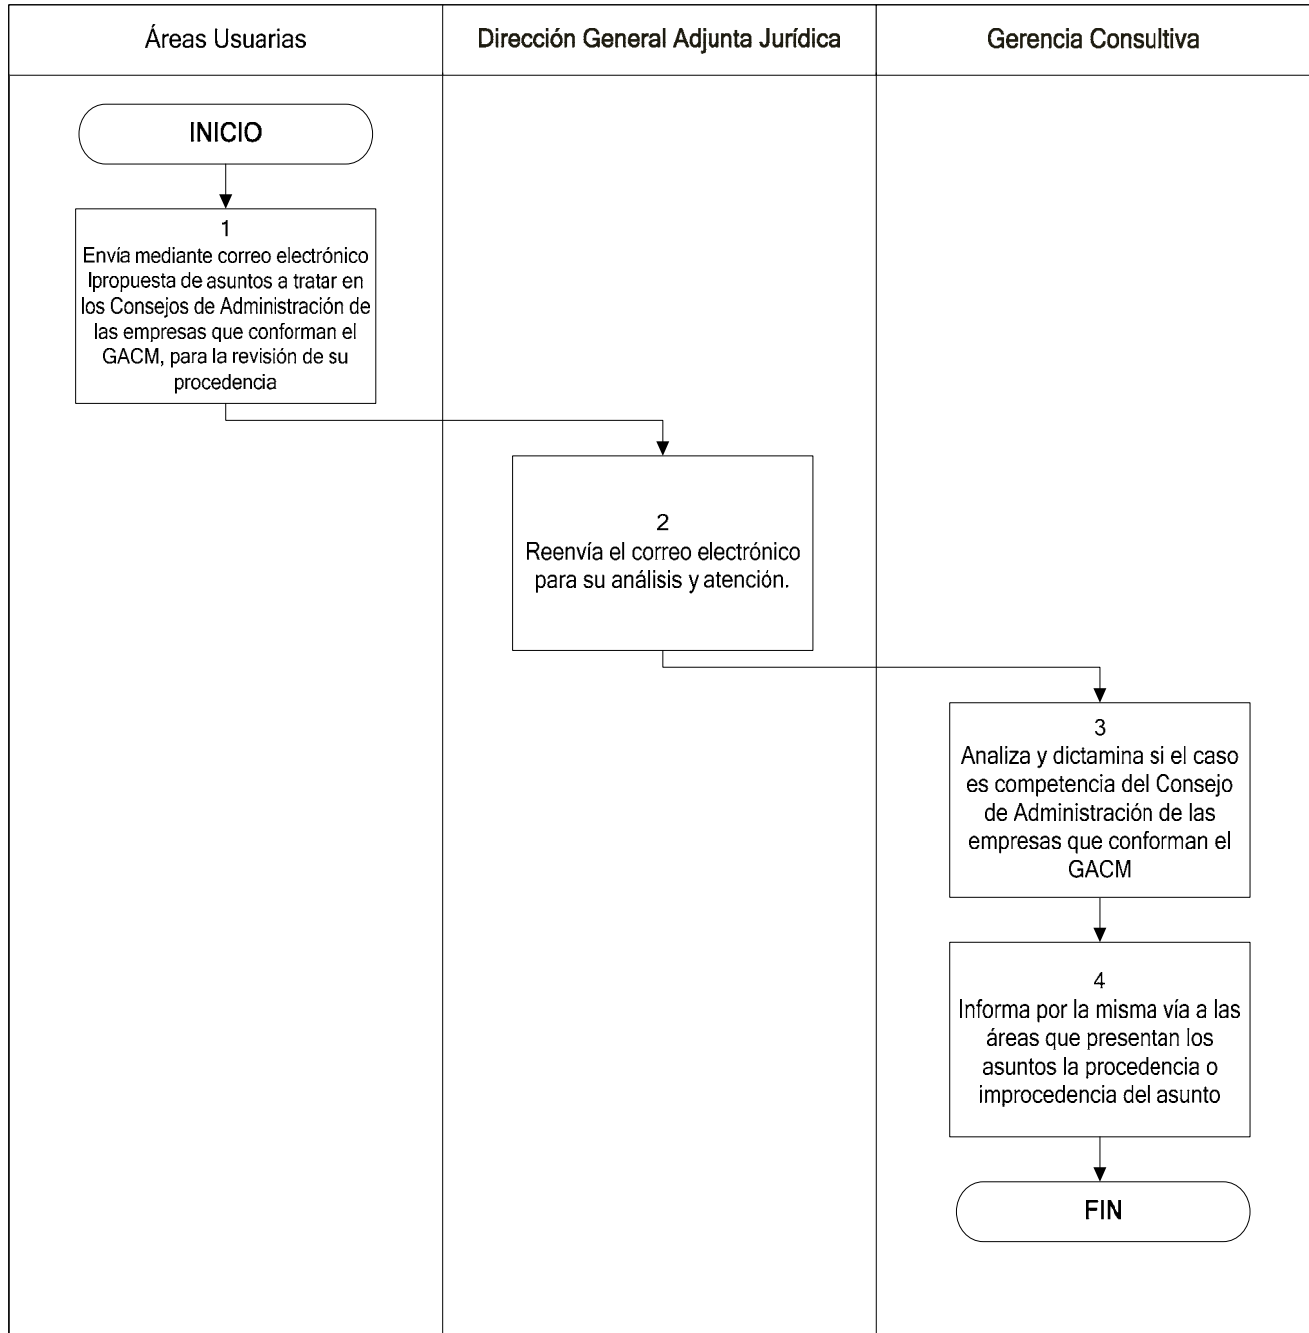 Áreas Usuarias
Dirección General Adjunta Jurídica
Gerencia Consultiva
INICIO
1
Envía mediante correo electrónico
lpropuesta de asuntos a tratar en
los Consejos de Administración de
las empresas que conforman el
GACM, para la revisión de su
procedencia
2
Reenvía el correo electrónico
para su análisis y atención.
3
Analiza y dictamina si el caso
es competencia del Consejo
de Administración de las
empresas que conforman el
GACM
4
Informa por la misma vía a las
áreas que presentan los
asuntos la procedencia o
improcedencia del asunto
FIN